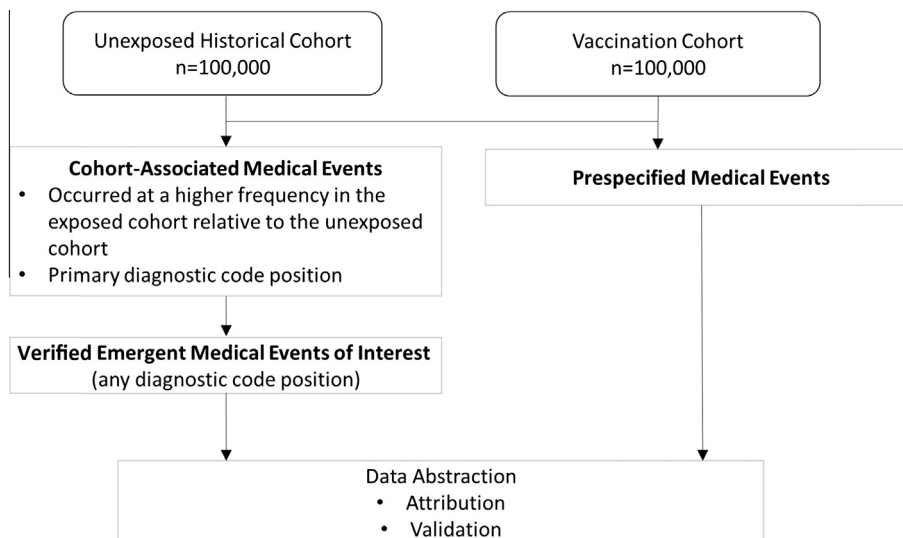 Unexposed Historical Cohort
n=100,000
Vaccination Cohort
n=100,000
Cohort-Associated Medical Events
• Occurred at a higher frequency in the
exposed cohort relative to the unexposed
cohort
• Primary diagnostic code position
Prespecified Medical Events
Verified Emergent Medical Events of Interest
(any diagnostic code position)
Data Abstraction
• Attribution
• Validation